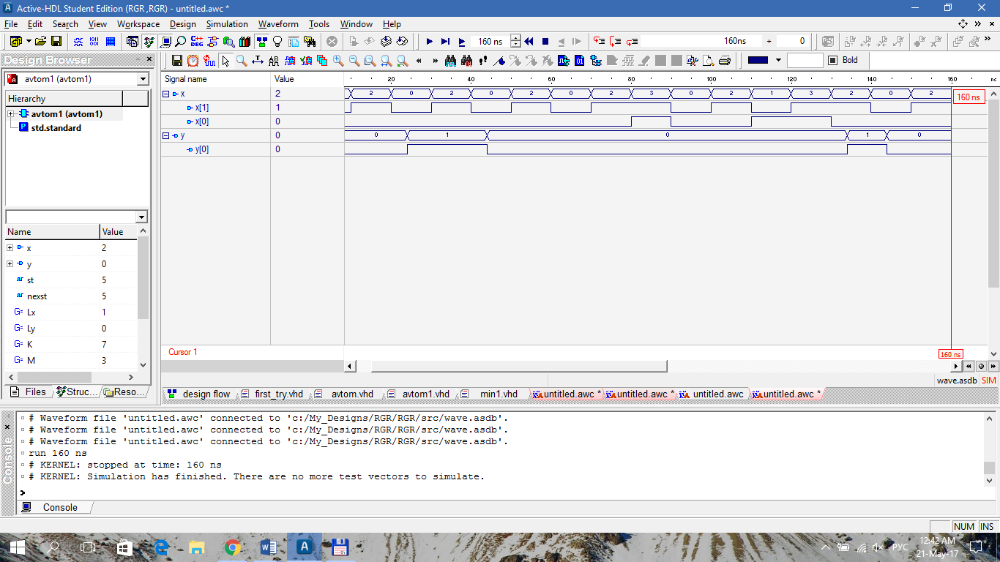 Active-HDL Student Edition (RGR ,RGR) - untitled.awc *
File Edit Search View Workspace Design Simulation Waveform Tools Window Help
160 ns 160ns + 0
Design Browser
Bold
avtom1 (avtom1)
Hierarchy
avtom1 (avtom1)
std.standard
Name Value
x 2
y 0
st 5
nexst 5
Lx 1
Ly 0
K 7
M 3
Files Struc... Reso...
Signal name Value 20 40 60 80 100 120 140 160 ns
x 2 2 0 2 0 2 0 2 3 0 2 1 3 2 0 2 160 ns
x[1] 1
x[0] 0
y 0 0 1 0 1 0
y[0] 0
Cursor 1 160 ns
wave.asdb SIM
design flow first_try.vhd avtom.vhd avtom1.vhd min1.vhd untitled.awc * untitled.awc * untitled.awc untitled.awc *
# Waveform file 'untitled.awc' connected to 'c:/My_Designs/RGR/RGR/src/wave.asdb'.
# Waveform file 'untitled.awc' connected to 'c:/My_Designs/RGR/RGR/src/wave.asdb'.
# Waveform file 'untitled.awc' connected to 'c:/My_Designs/RGR/RGR/src/wave.asdb'.
run 160 ns
# KERNEL: stopped at time: 160 ns
# KERNEL: Simulation has finished. There are no more test vectors to simulate.
>
Console
Console
NUM INS
12:42 AM
РУС
21-May-17